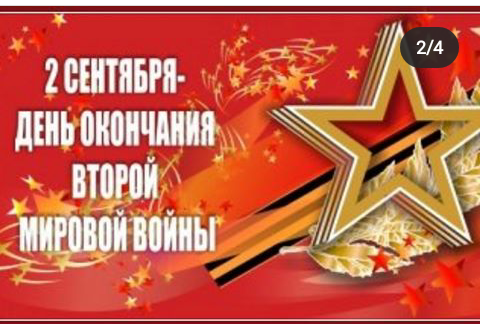 2/4
2 СЕНТЯБРЯ-
ДЕНЬ ОКОНЧАНИЯ
ВТОРОЙ
МИРОВОЙ ВОЙНЫ